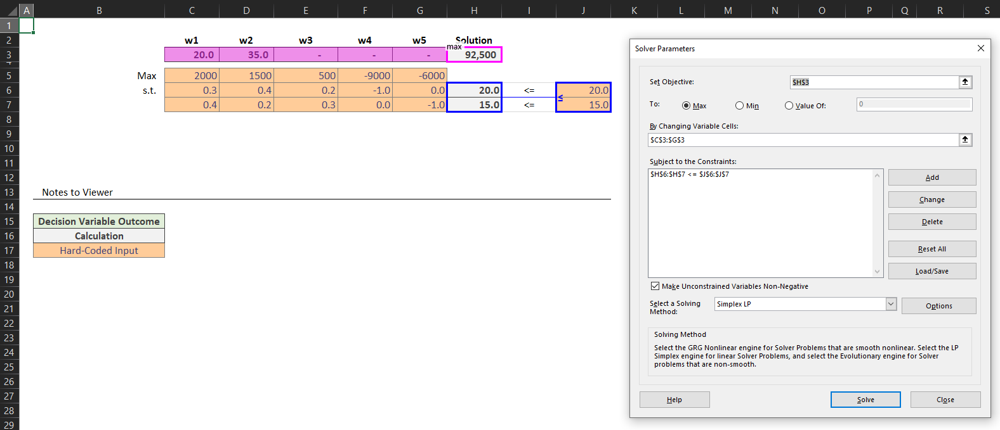 A B C D E F G H I J K L M N O P Q R S
1
2 w1 w2 w3 w4 w5 Solution
3 20.0 35.0 - - - max 92,500
4
5 Max 2000 1500 500 -9000 -6000
6 s.t. 0.3 0.4 0.2 -1.0 0.0 20.0 <= 20.0
≤
7 0.4 0.2 0.3 0.0 -1.0 15.0 <= 15.0
8
9
10
11
12
13 Notes to Viewer
14
15 Decision Variable Outcome
16 Calculation
17 Hard-Coded Input
18
19
20
21
22
23
24
25
26
27
28
29
Solver Parameters
Set Objective: $H$3
To: Max Min Value Of: 0
By Changing Variable Cells:
$C$3:$G$3
Subject to the Constraints:
$H$6:$H$7 <= $J$6:$J$7
Add
Change
Delete
Reset All
Load/Save
Make Unconstrained Variables Non-Negative
Select a Solving Method: Simplex LP Options
Solving Method
Select the GRG Nonlinear engine for Solver Problems that are smooth nonlinear. Select the LP
Simplex engine for linear Solver Problems, and select the Evolutionary engine for Solver
problems that are non-smooth.
Help Solve Close